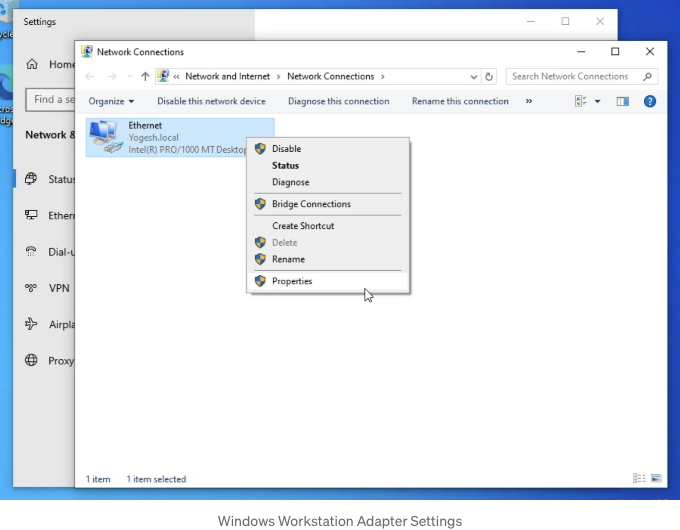 Settings
Home
Find a se
Network &
Status
Ethern
Dial-u
VPN
Airpla
Proxy
Network Connections
« Network and Internet › Network Connections ›
Search Network Connections
Organize
Disable this network device
Diagnose this connection
Rename this connection
»
Ethernet
Yogesh.local
Intel(R) PRO/1000 MT Desktop
Disable
Status
Diagnose
Bridge Connections
Create Shortcut
Delete
Rename
Properties
1 item
1 item selected
Windows Workstation Adapter Settings